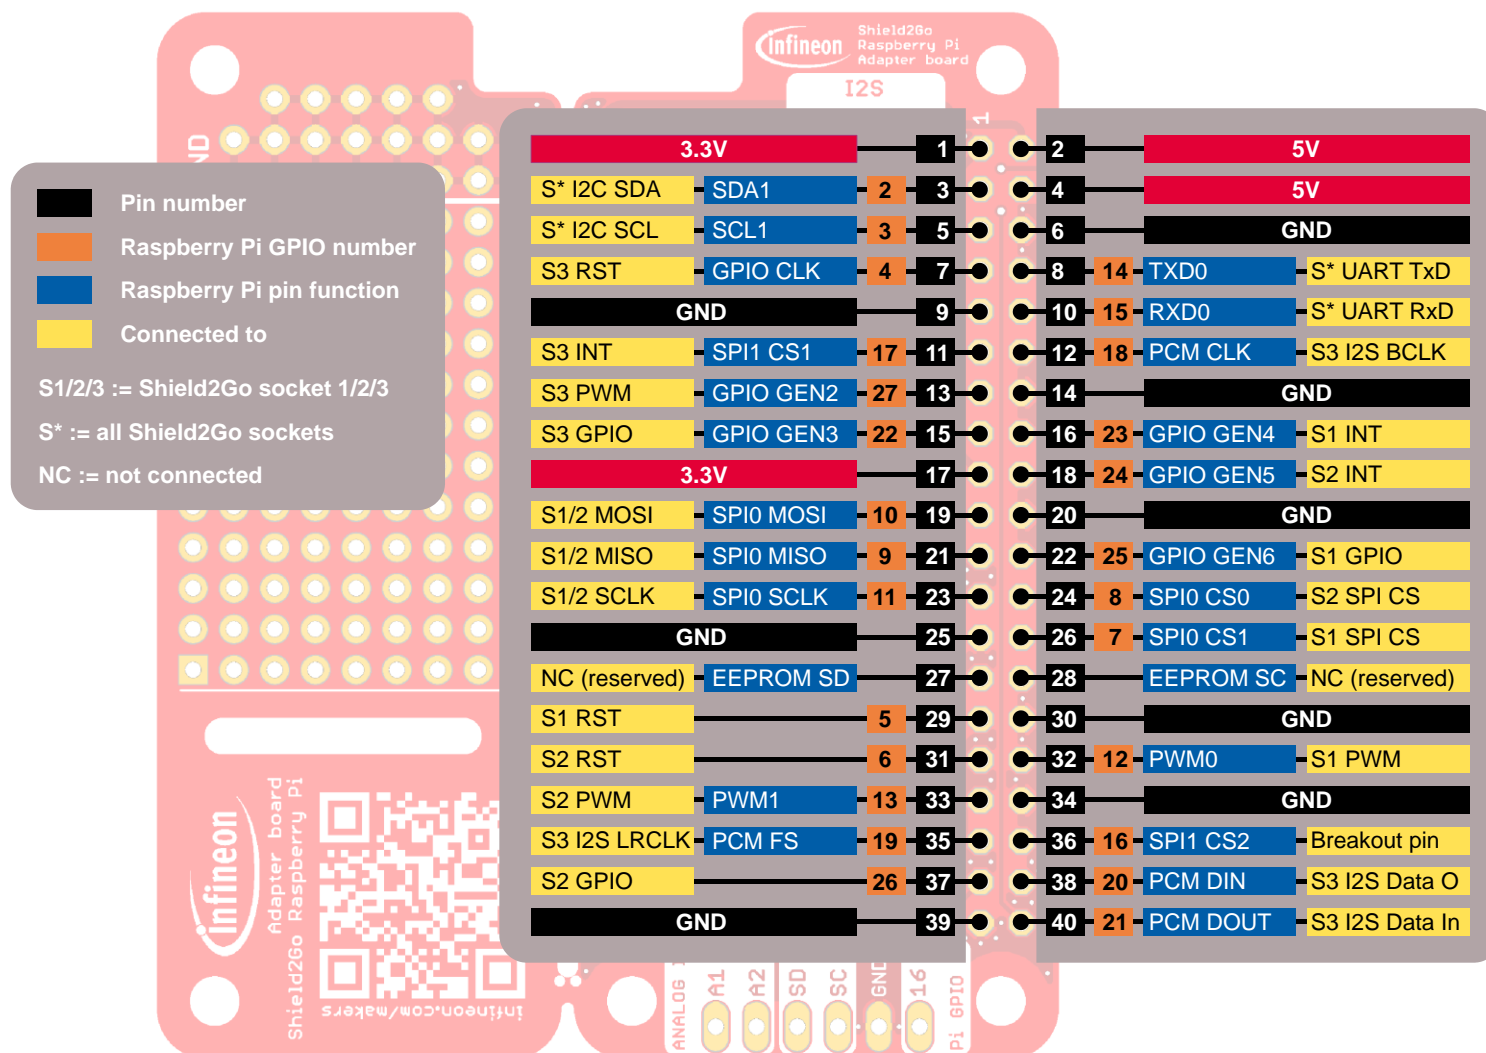 infineon
Shield2Go
Raspberry Pi
Adapter board
I2S
1
ND
Pin number
Raspberry Pi GPIO number
Raspberry Pi pin function
Connected to
S1/2/3 := Shield2Go socket 1/2/3
S* := all Shield2Go sockets
NC := not connected
3.3V 1 2 5V
S* I2C SDA SDA1 2 3 4 5V
S* I2C SCL SCL1 3 5 6 GND
S3 RST GPIO CLK 4 7 8 14 TXD0 S* UART TxD
GND 9 10 15 RXD0 S* UART RxD
S3 INT SPI1 CS1 17 11 12 18 PCM CLK S3 I2S BCLK
S3 PWM GPIO GEN2 27 13 14 GND
S3 GPIO GPIO GEN3 22 15 16 23 GPIO GEN4 S1 INT
3.3V 17 18 24 GPIO GEN5 S2 INT
S1/2 MOSI SPI0 MOSI 10 19 20 GND
S1/2 MISO SPI0 MISO 9 21 22 25 GPIO GEN6 S1 GPIO
S1/2 SCLK SPI0 SCLK 11 23 24 8 SPI0 CS0 S2 SPI CS
GND 25 26 7 SPI0 CS1 S1 SPI CS
NC (reserved) EEPROM SD 27 28 EEPROM SC NC (reserved)
S1 RST 5 29 30 GND
S2 RST 6 31 32 12 PWM0 S1 PWM
S2 PWM PWM1 13 33 34 GND
S3 I2S LRCLK PCM FS 19 35 36 16 SPI1 CS2 Breakout pin
S2 GPIO 26 37 38 20 PCM DIN S3 I2S Data O
GND 39 40 21 PCM DOUT S3 I2S Data In
infineon
Adapter board
Shield2Go Raspberry Pi
infineon.com/makers
ANALOG
A1
A2
SD
SC
GND
16
Pi GPIO